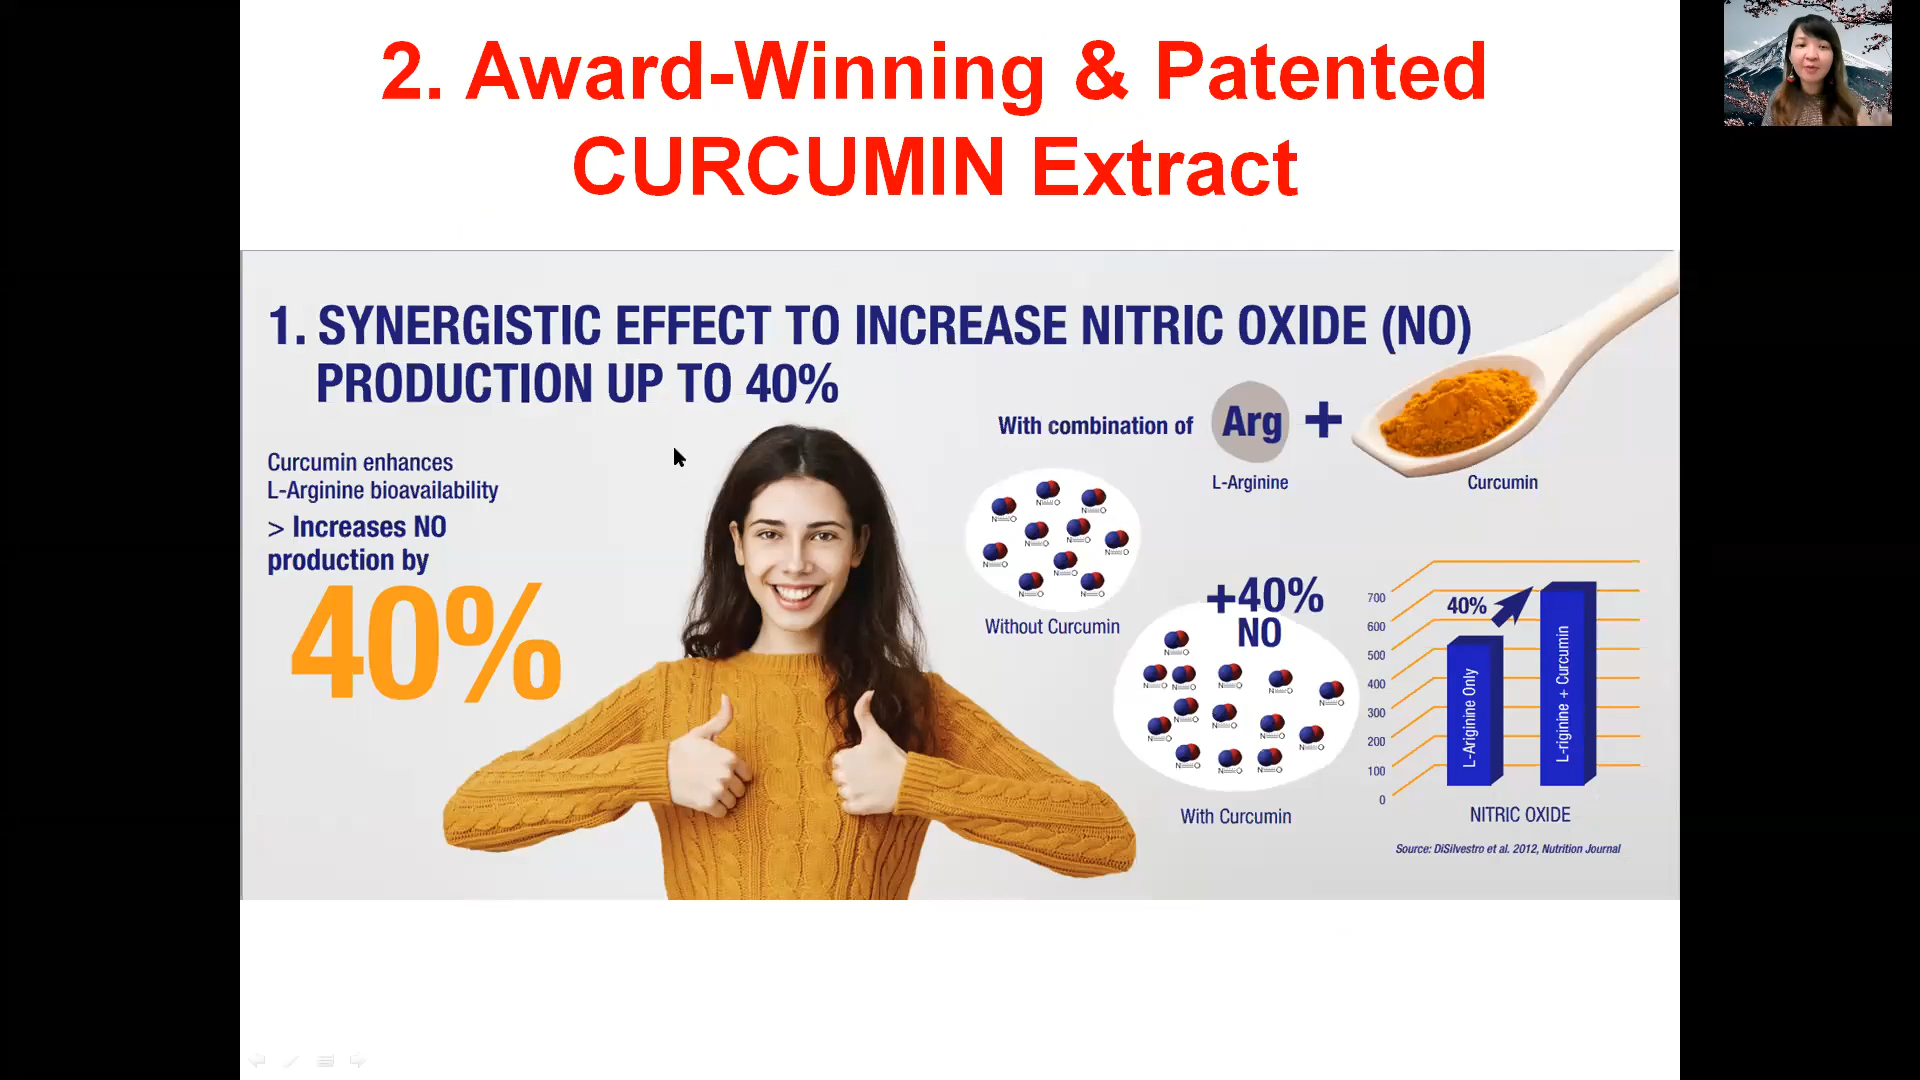 2. Award-Winning & Patented
CURCUMIN Extract
1. SYNERGISTIC EFFECT TO INCREASE NITRIC OXIDE (NO)
PRODUCTION UP TO 40%
With combination of
Arg
+
L-Arginine
Curcumin
Curcumin enhances
L-Arginine bioavailability
> Increases NO
production by
40%
N=O
N=O
N=O
N=O
N=O
N=O
N=O
N=O
N=O
N=O
Without Curcumin
+40%
NO
N=O
N=O
N=O
N=O
N=O
N=O
N=O
N=O
N=O
N=O
N=O
N=O
N=O
N=O
With Curcumin
700
600
500
400
300
200
100
0
40%
L-Ariginine Only
L-riginine + Curcumin
NITRIC OXIDE
Source: DiSilvestro et al. 2012, Nutrition Journal